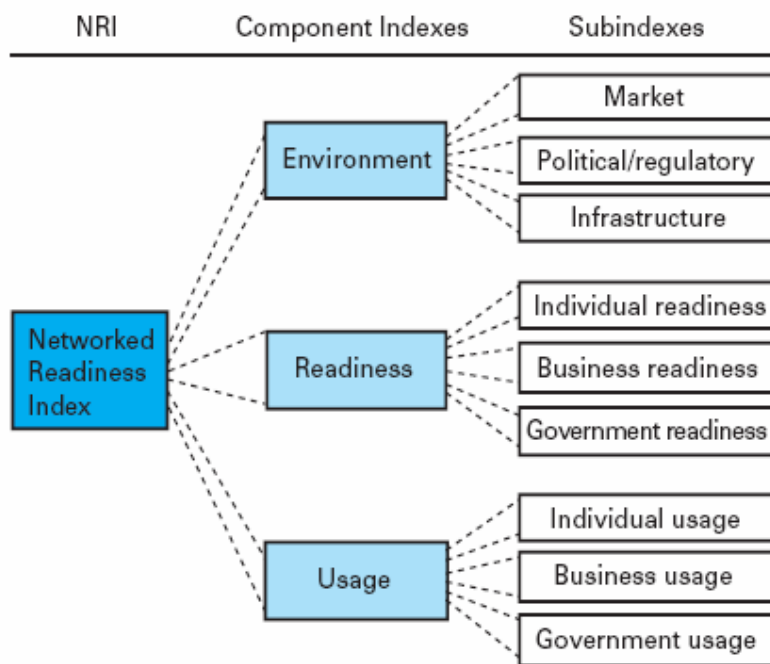 NRI
Component Indexes
Subindexes
Market
Environment
Political/regulatory
Infrastructure
Individual readiness
Networked
Readiness
Index
Readiness
Business readiness
Government readiness
Individual usage
Usage
Business usage
Government usage